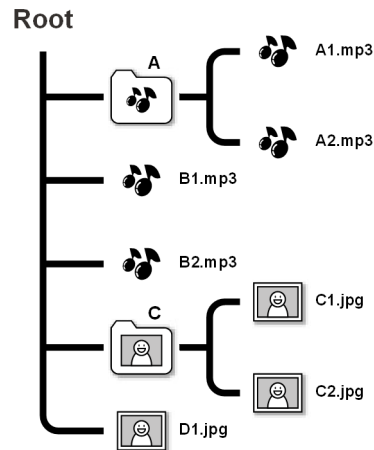 Root
A
A1.mp3
A2.mp3
B1.mp3
B2.mp3
C
C1.jpg
C2.jpg
D1.jpg